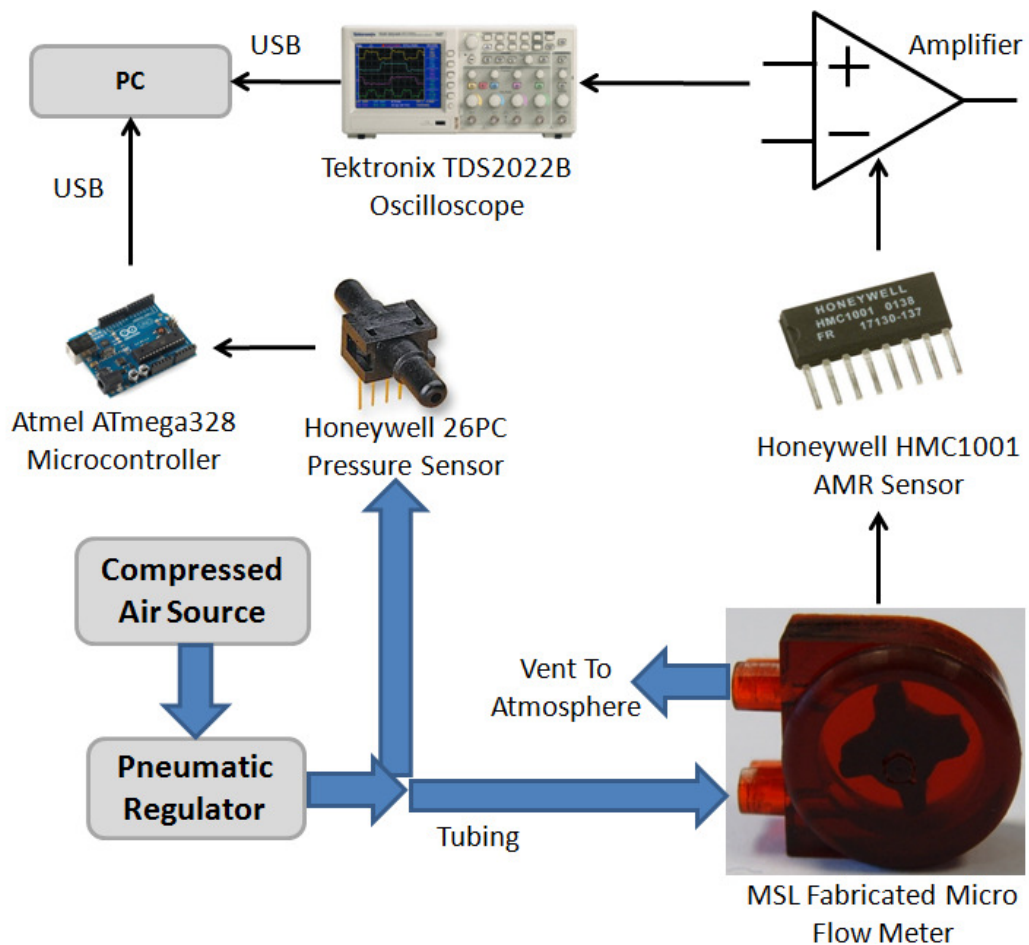 USB
Amplifier
PC
+
−
Tektronix TDS2022B
Oscilloscope
USB
HONEYWELL
HMC1001 0138
FR 17130-137
Atmel ATmega328
Microcontroller
Honeywell 26PC
Pressure Sensor
Honeywell HMC1001
AMR Sensor
Compressed
Air Source
Vent To
Atmosphere
Pneumatic
Regulator
Tubing
MSL Fabricated Micro
Flow Meter